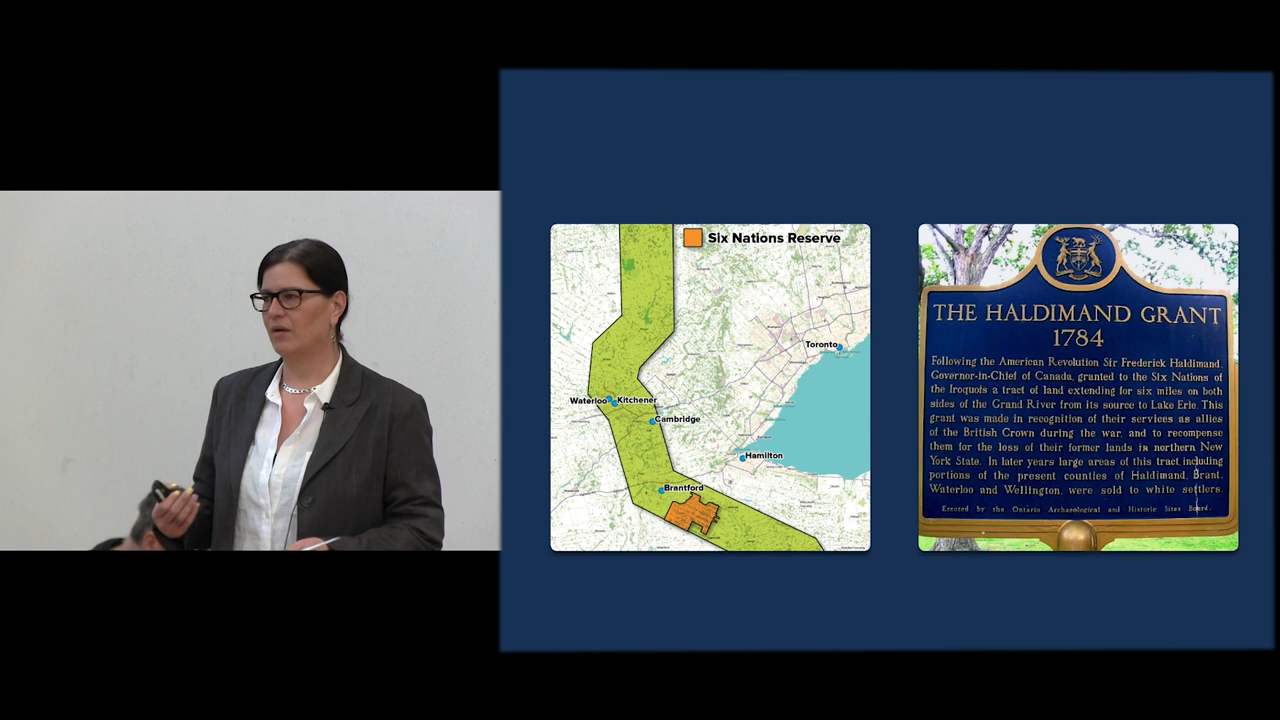 Six Nations Reserve
Toronto
Waterloo
Kitchener
Cambridge
Hamilton
Brantford
THE HALDIMAND GRANT
1784
Following the American Revolution Sir Frederick Haldimand,
Governor-in-Chief of Canada, granted to the Six Nations of
the Iroquois a tract of land extending for six miles on both
sides of the Grand River from its source to Lake Erie. This
grant was made in recognition of their services as allies
of the British Crown during the war, and to recompense
them for the loss of their former lands in northern New
York State. In later years large areas of this tract including
portions of the present counties of Haldimand, Brant,
Waterloo and Wellington, were sold to white settlers.
Erected by the Ontario Archaeological and Historic Sites Board.